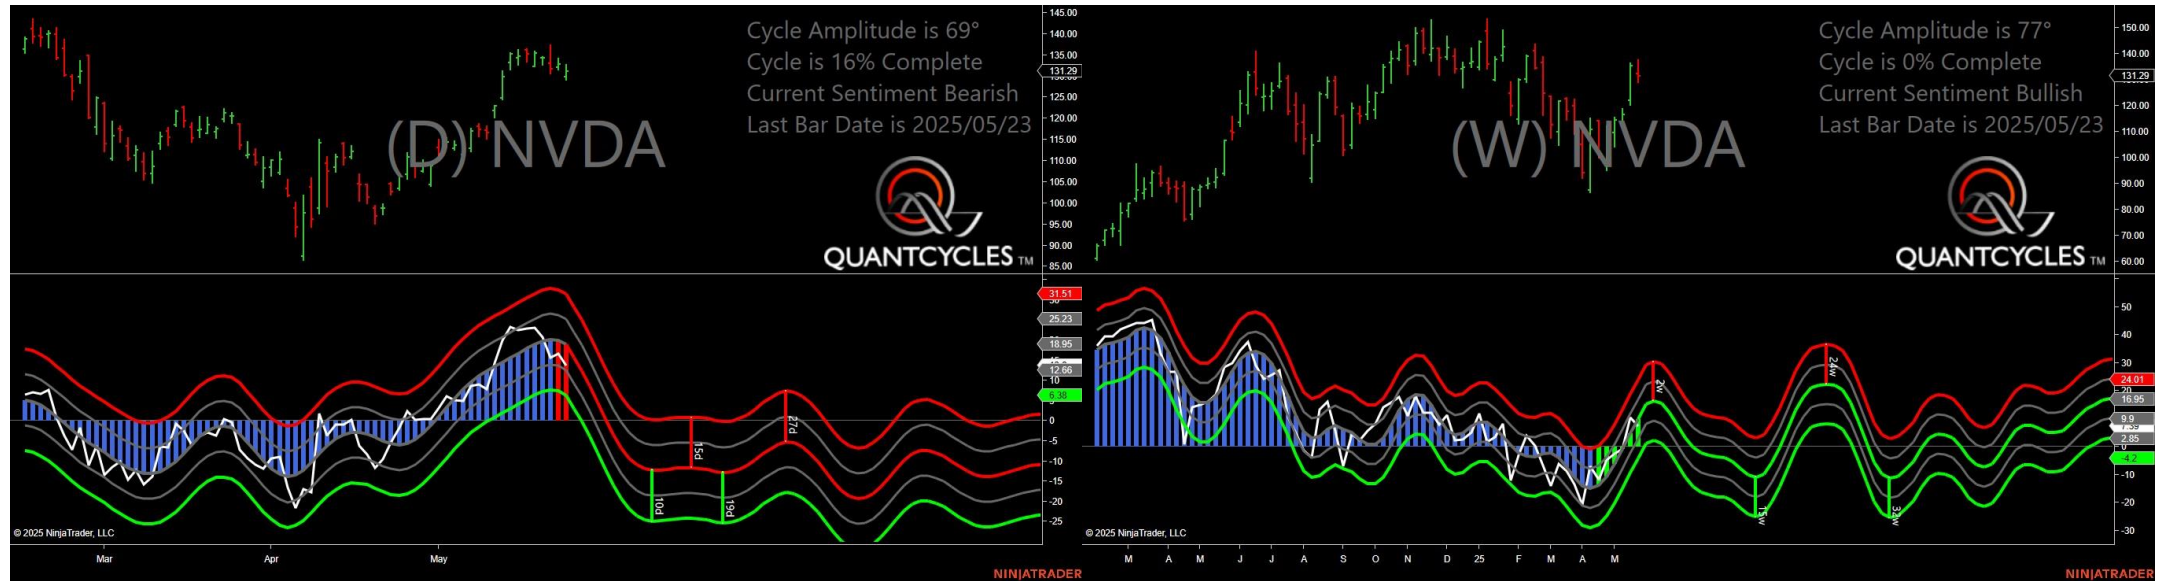 Cycle Amplitude is 69°
Cycle is 16% Complete
Current Sentiment Bearish
Last Bar Date is 2025/05/23
(D) NVDA
QUANTCYCLES TM
145.00
140.00
135.00
131.29
125.00
120.00
115.00
110.00
105.00
100.00
95.00
90.00
85.00
31.51
25.23
18.95
12.66
10
6.38
0
-5
-10
-15
-20
-25
15d
27d
10d
19d
© 2025 NinjaTrader, LLC
Mar Apr May
NINJATRADER
Cycle Amplitude is 77°
Cycle is 0% Complete
Current Sentiment Bullish
Last Bar Date is 2025/05/23
(W) NVDA
QUANTCYCLES TM
150.00
140.00
131.29
120.00
110.00
100.00
90.00
80.00
70.00
60.00
50
40
30
24.01
16.95
9.9
7.39
2.85
-4.2
-10
-20
-30
2w
24w
15w
32w
© 2025 NinjaTrader, LLC
M A M J J A S O N D 25 F M A M
NINJATRADER